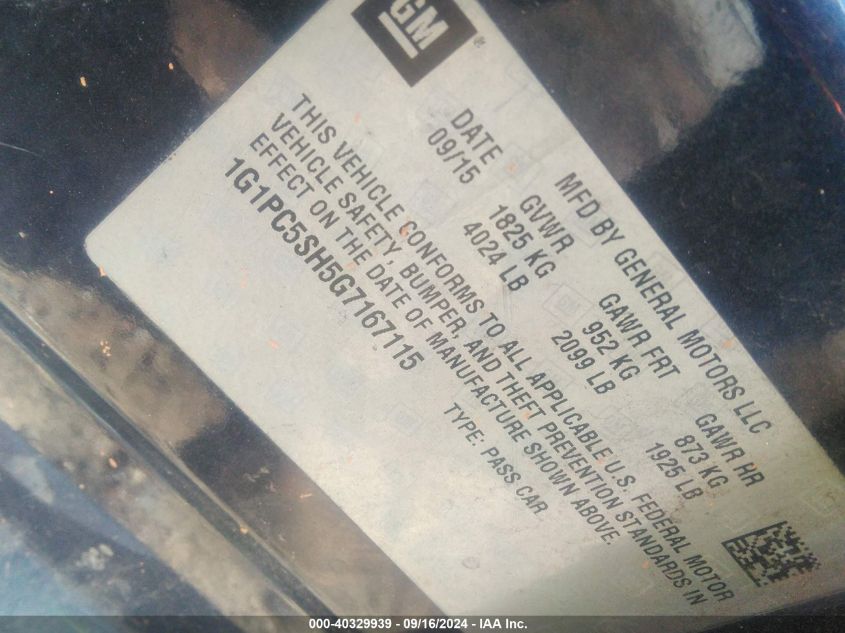 GM
®
MFD BY GENERAL MOTORS LLC
DATE GVWR GAWR FRT GAWR RR
09/15 1825 KG 952 KG 873 KG
4024 LB 2099 LB 1925 LB
THIS VEHICLE CONFORMS TO ALL APPLICABLE U.S. FEDERAL MOTOR
VEHICLE SAFETY, BUMPER, AND THEFT PREVENTION STANDARDS IN
EFFECT ON THE DATE OF MANUFACTURE SHOWN ABOVE.
1G1PC5SH5G7167115 TYPE: PASS CAR
000-40329939 - 09/16/2024 - IAA Inc.